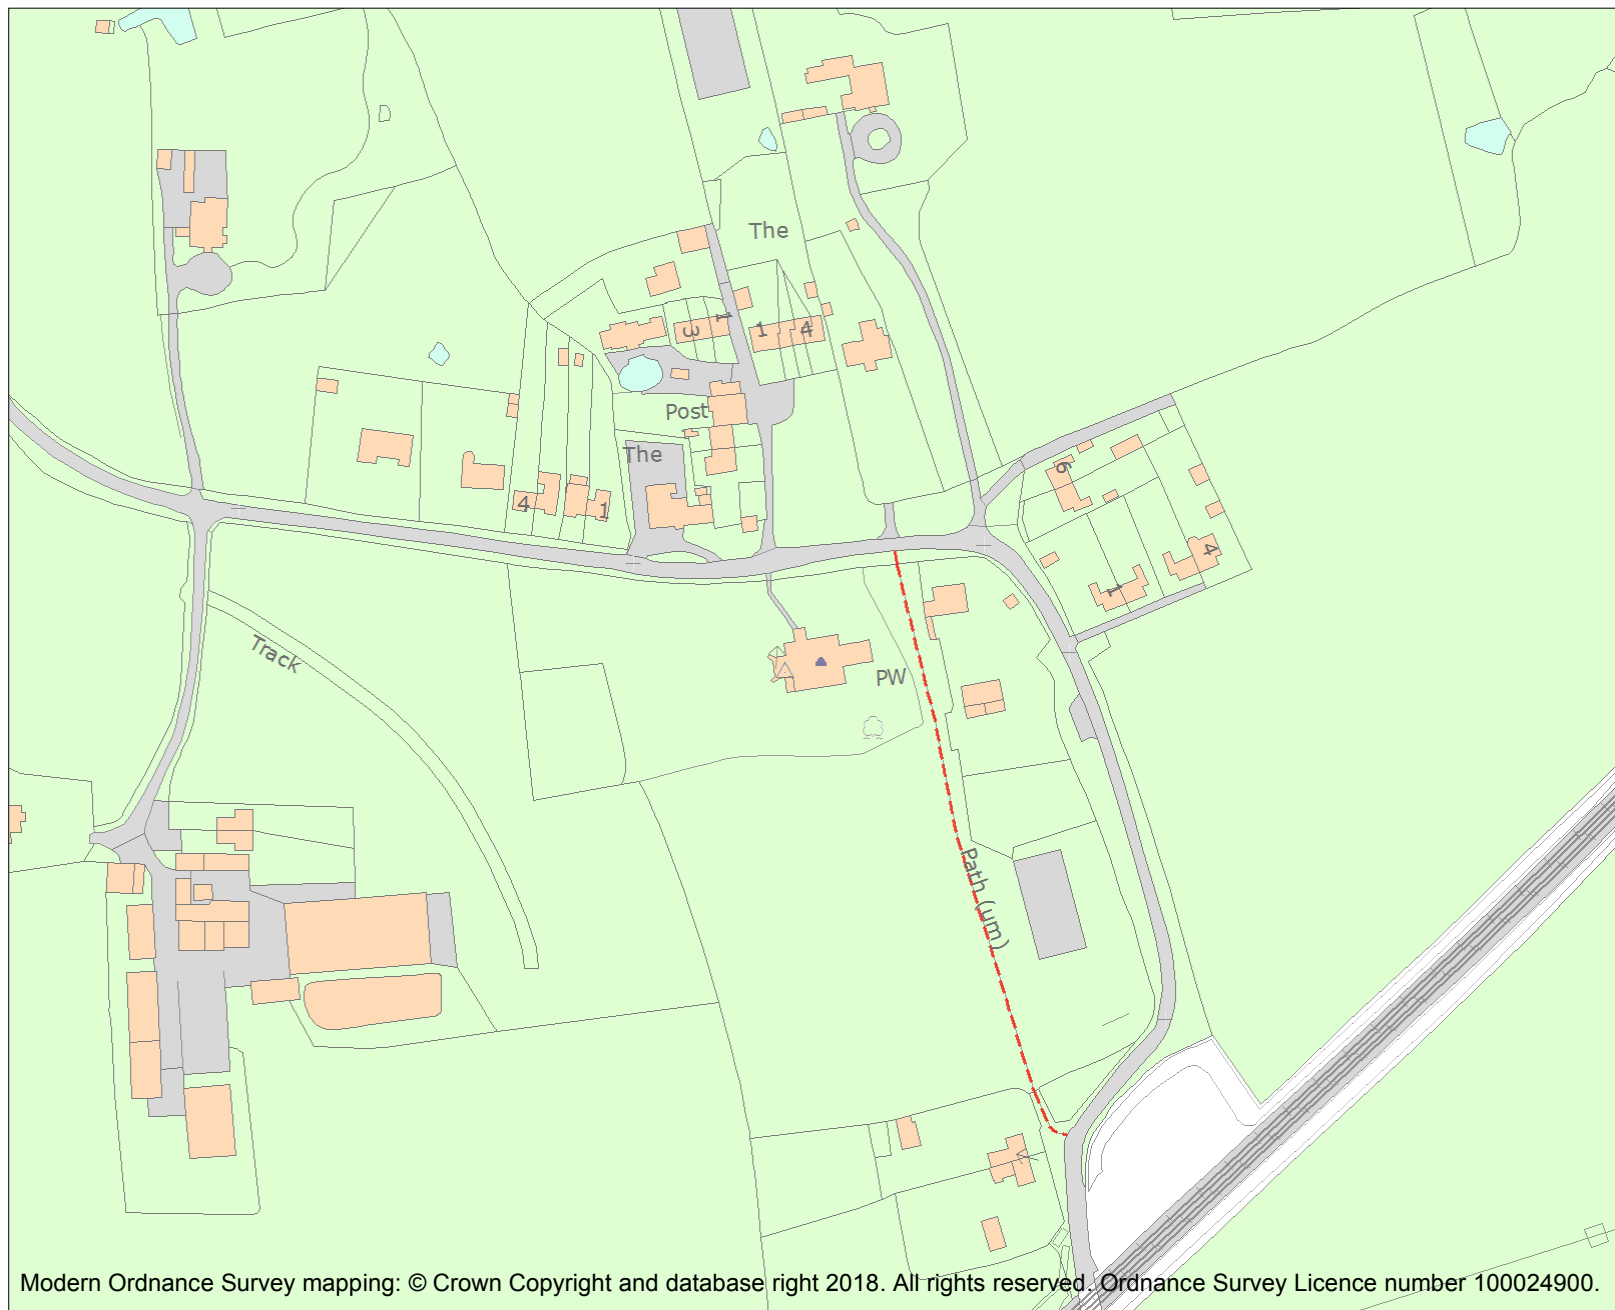 The
3
1
1
4
Post
The
6
4
1
4
1
Track
PW
Path (um)
Modern Ordnance Survey mapping: © Crown Copyright and database right 2018. All rights reserved. Ordnance Survey Licence number 100024900.